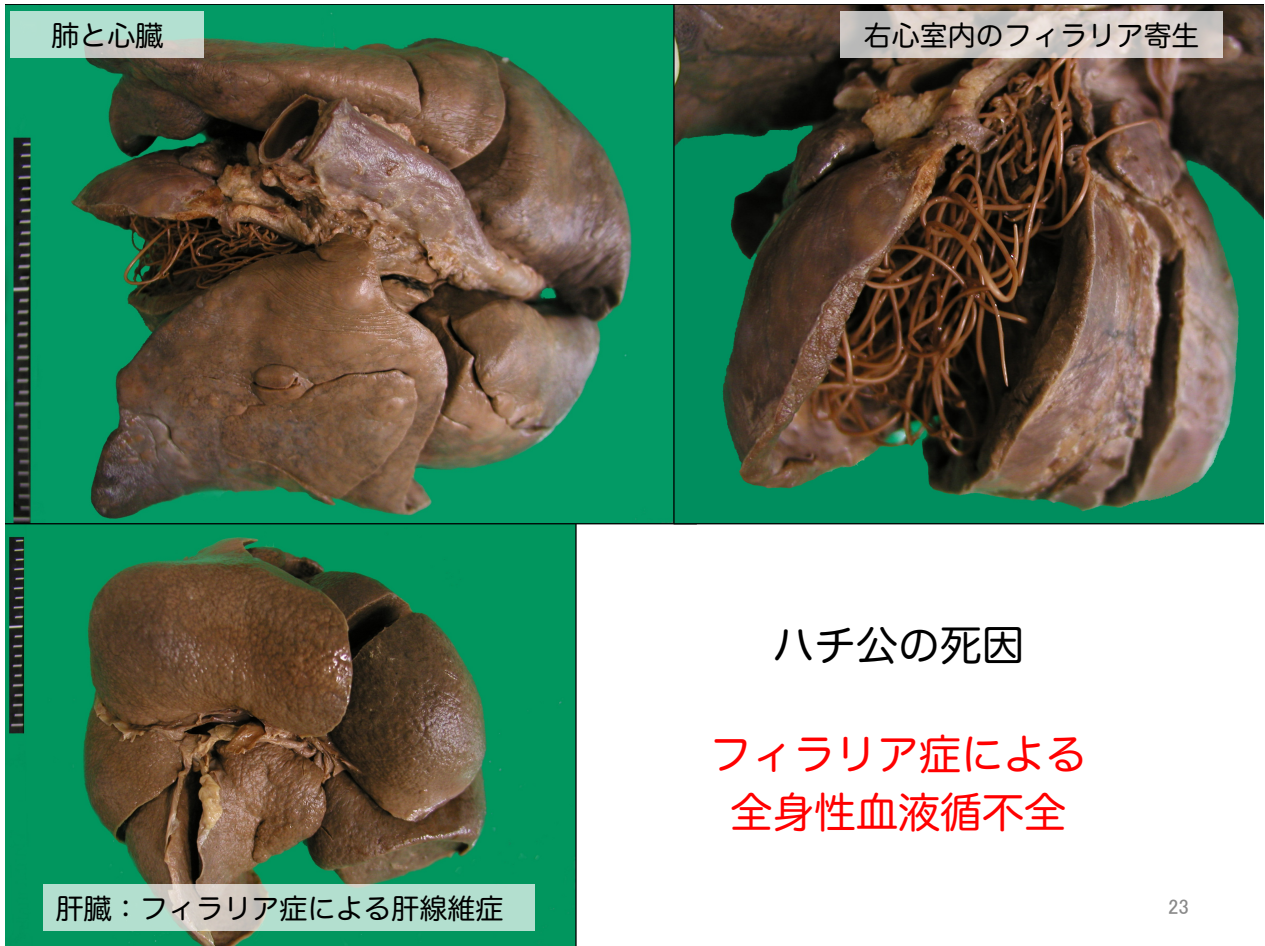 肺と心臓
右心室内のフィラリア寄生
肝臓：フィラリア症による肝線維症
ハチ公の死因
フィラリア症による
全身性血液循不全
23